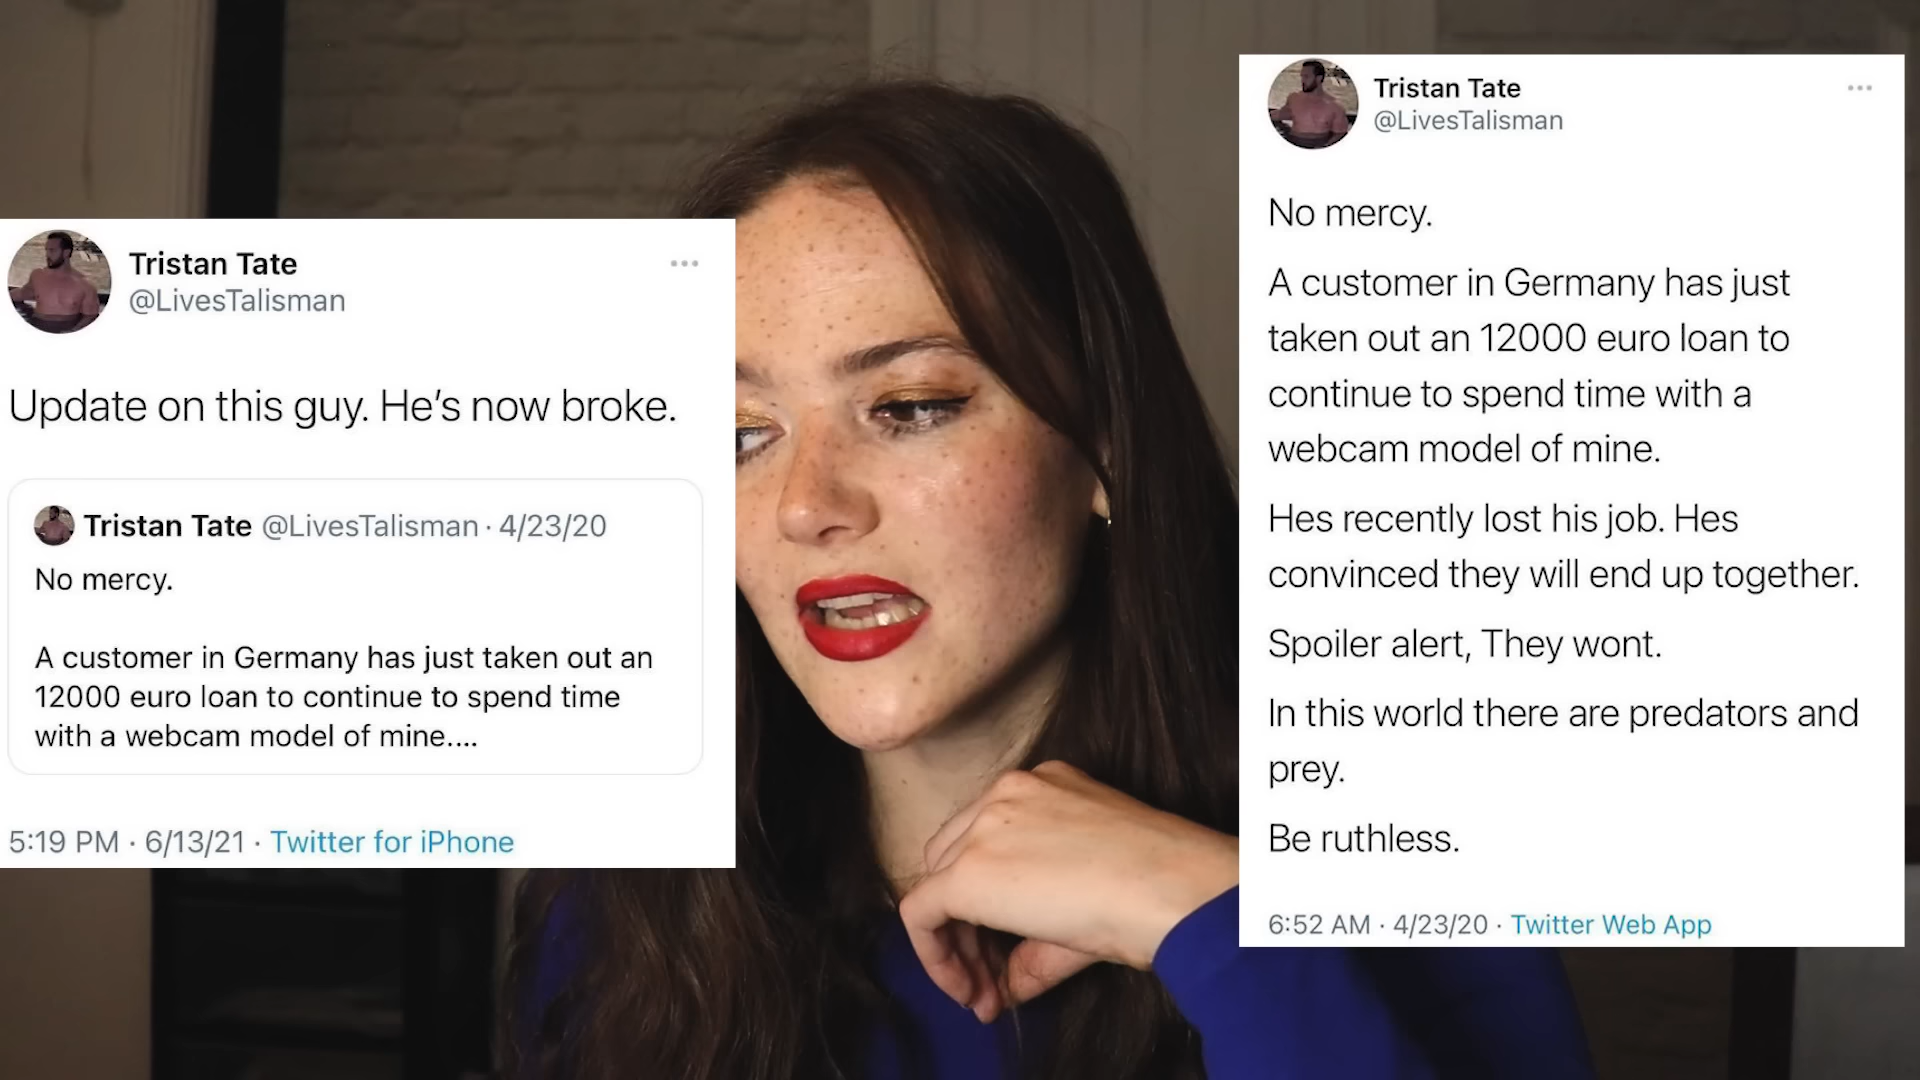 Tristan Tate
@LivesTalisman
Update on this guy. He's now broke.
Tristan Tate @LivesTalisman · 4/23/20
No mercy.
A customer in Germany has just taken out an
12000 euro loan to continue to spend time
with a webcam model of mine....
5:19 PM · 6/13/21 · Twitter for iPhone
Tristan Tate
@LivesTalisman
No mercy.
A customer in Germany has just
taken out an 12000 euro loan to
continue to spend time with a
webcam model of mine.
Hes recently lost his job. Hes
convinced they will end up together.
Spoiler alert, They wont.
In this world there are predators and
prey.
Be ruthless.
6:52 AM · 4/23/20 · Twitter Web App